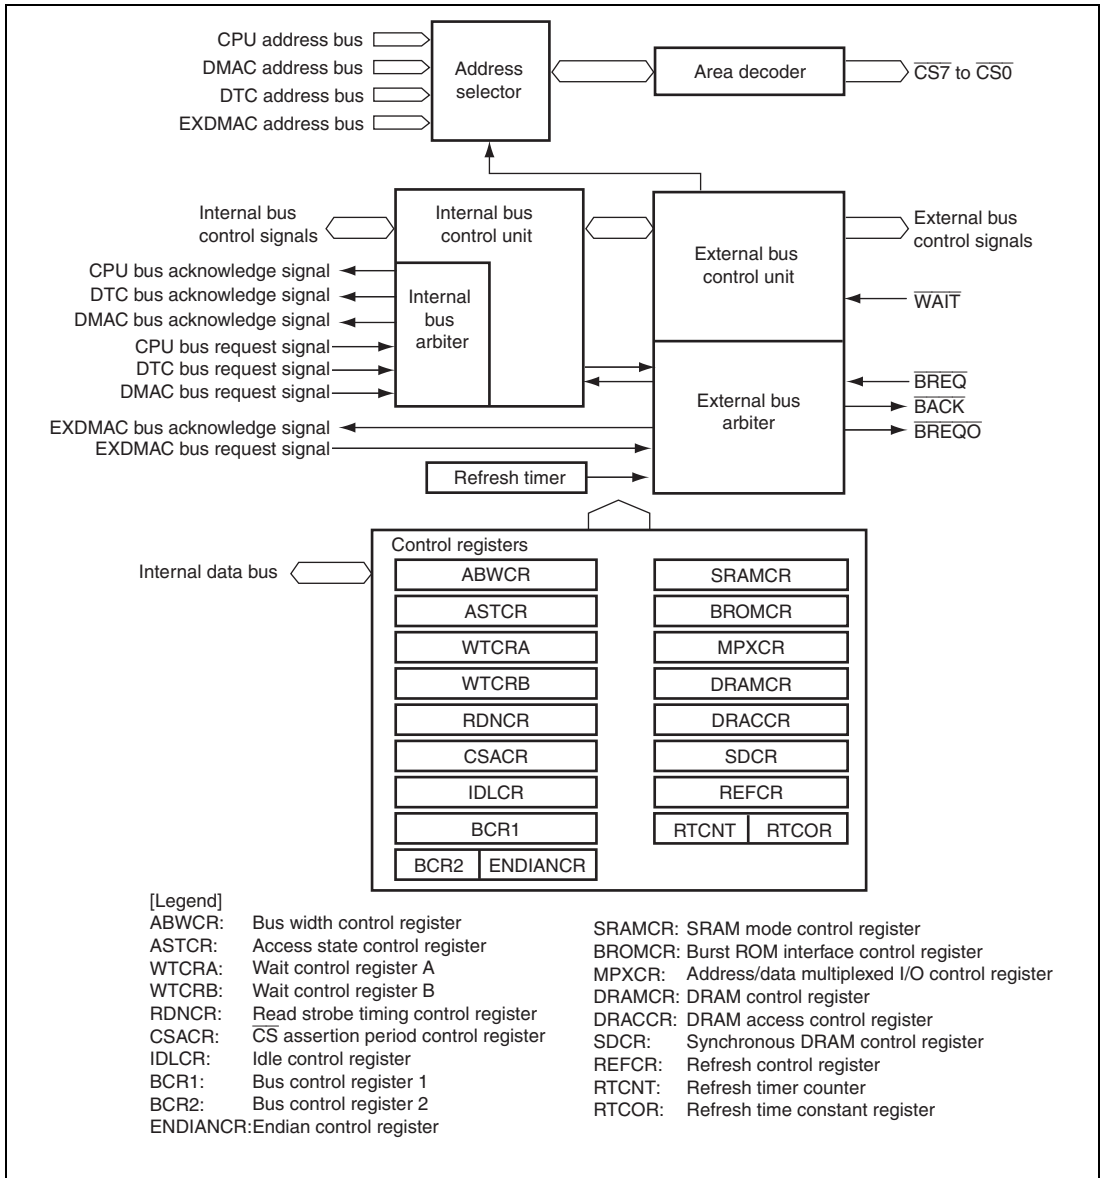 CPU address bus
DMAC address bus
DTC address bus
EXDMAC address bus
Address
selector
Area decoder
CS7 to CS0
Internal bus
control signals
Internal bus
control unit
External bus
control unit
External bus
control signals
WAIT
CPU bus acknowledge signal
DTC bus acknowledge signal
DMAC bus acknowledge signal
CPU bus request signal
DTC bus request signal
DMAC bus request signal
Internal
bus
arbiter
External bus
arbiter
BREQ
BACK
BREQO
EXDMAC bus acknowledge signal
EXDMAC bus request signal
Refresh timer
Internal data bus
Control registers
ABWCR
ASTCR
WTCRA
WTCRB
RDNCR
CSACR
IDLCR
BCR1
BCR2 ENDIANCR
SRAMCR
BROMCR
MPXCR
DRAMCR
DRACCR
SDCR
REFCR
RTCNT RTCOR
[Legend]
ABWCR: Bus width control register
ASTCR: Access state control register
WTCRA: Wait control register A
WTCRB: Wait control register B
RDNCR: Read strobe timing control register
CSACR: CS assertion period control register
IDLCR: Idle control register
BCR1: Bus control register 1
BCR2: Bus control register 2
ENDIANCR:Endian control register
SRAMCR: SRAM mode control register
BROMCR: Burst ROM interface control register
MPXCR: Address/data multiplexed I/O control register
DRAMCR: DRAM control register
DRACCR: DRAM access control register
SDCR: Synchronous DRAM control register
REFCR: Refresh control register
RTCNT: Refresh timer counter
RTCOR: Refresh time constant register